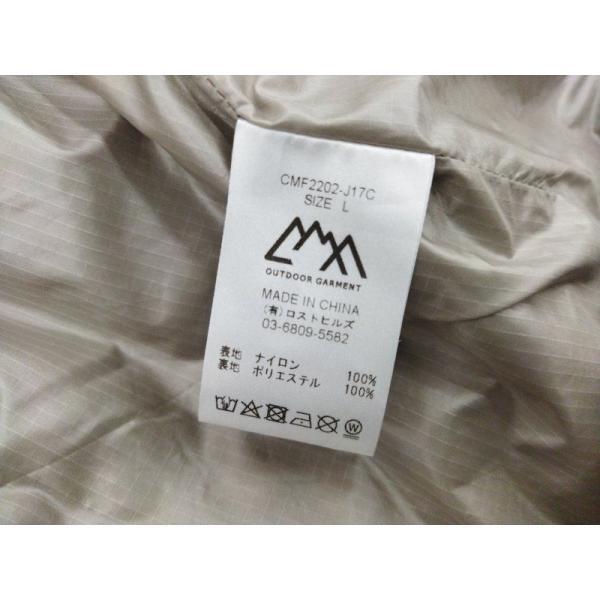 CMF2202-J17C
SIZE L
OUTDOOR GARMENT
MADE IN CHINA
(有)ロストヒルズ
03-6809-5582
表地 ナイロン 100%
裏地 ポリエステル 100%
W